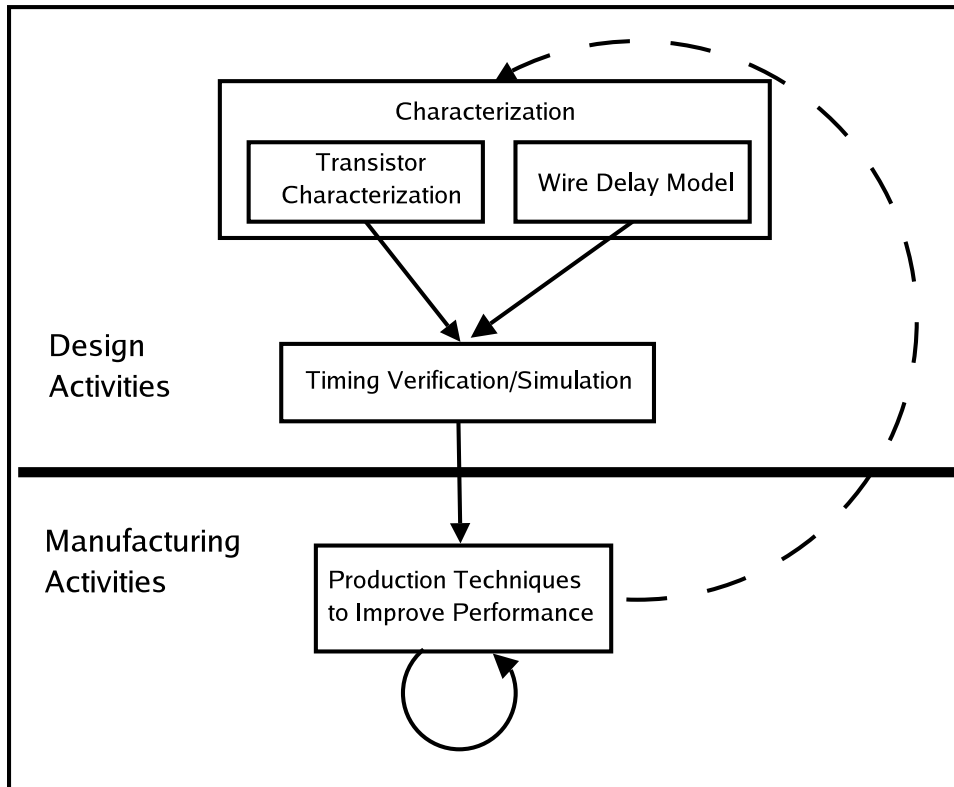 Characterization
Transistor
Characterization
Wire Delay Model
Design
Activities
Timing Verification/Simulation
Manufacturing
Activities
Production Techniques
to Improve Performance